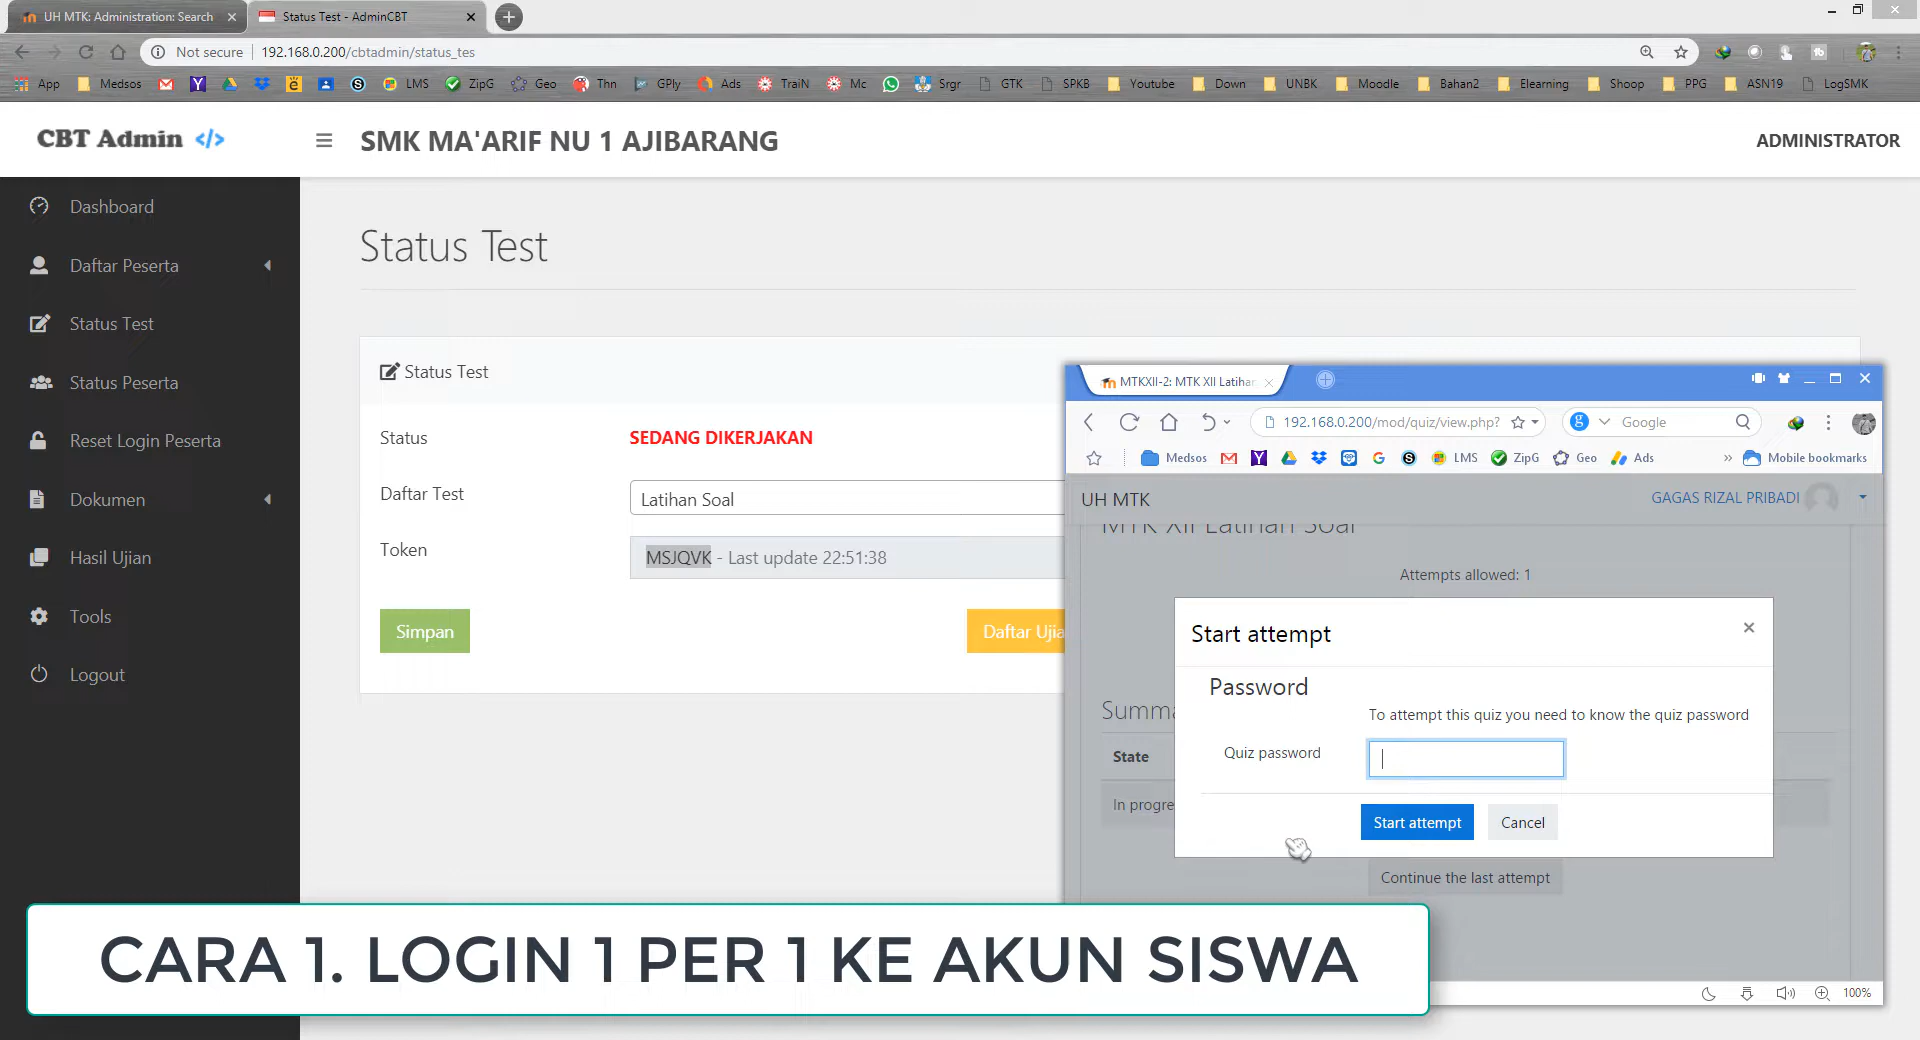 UH MTK: Administration: Search
Status Test - AdminCBT
Not secure
192.168.0.200/cbtadmin/status_tes
App
Medsos
LMS
ZipG
Geo
Thn
GPly
Ads
TraiN
Mc
Srgr
GTK
SPKB
Youtube
Down
UNBK
Moodle
Bahan2
Elearning
Shoop
PPG
ASN19
LogSMK
CBT Admin </>
SMK MA'ARIF NU 1 AJIBARANG
ADMINISTRATOR
Dashboard
Daftar Peserta
Status Test
Status Peserta
Reset Login Peserta
Dokumen
Hasil Ujian
Tools
Logout
Status Test
Status Test
Status
SEDANG DIKERJAKAN
Daftar Test
Latihan Soal
Token
MSJQVK - Last update 22:51:38
Simpan
Daftar Ujia
MTKXII-2: MTK XII Latihan
192.168.0.200/mod/quiz/view.php?
Google
Medsos
LMS
ZipG
Geo
Ads
»
Mobile bookmarks
UH MTK
GAGAS RIZAL PRIBADI
MTK XII Latihan Soal
Attempts allowed: 1
Start attempt
Password
To attempt this quiz you need to know the quiz password
Quiz password
Start attempt
Cancel
Summa
State
In progre
Continue the last attempt
100%
CARA 1. LOGIN 1 PER 1 KE AKUN SISWA